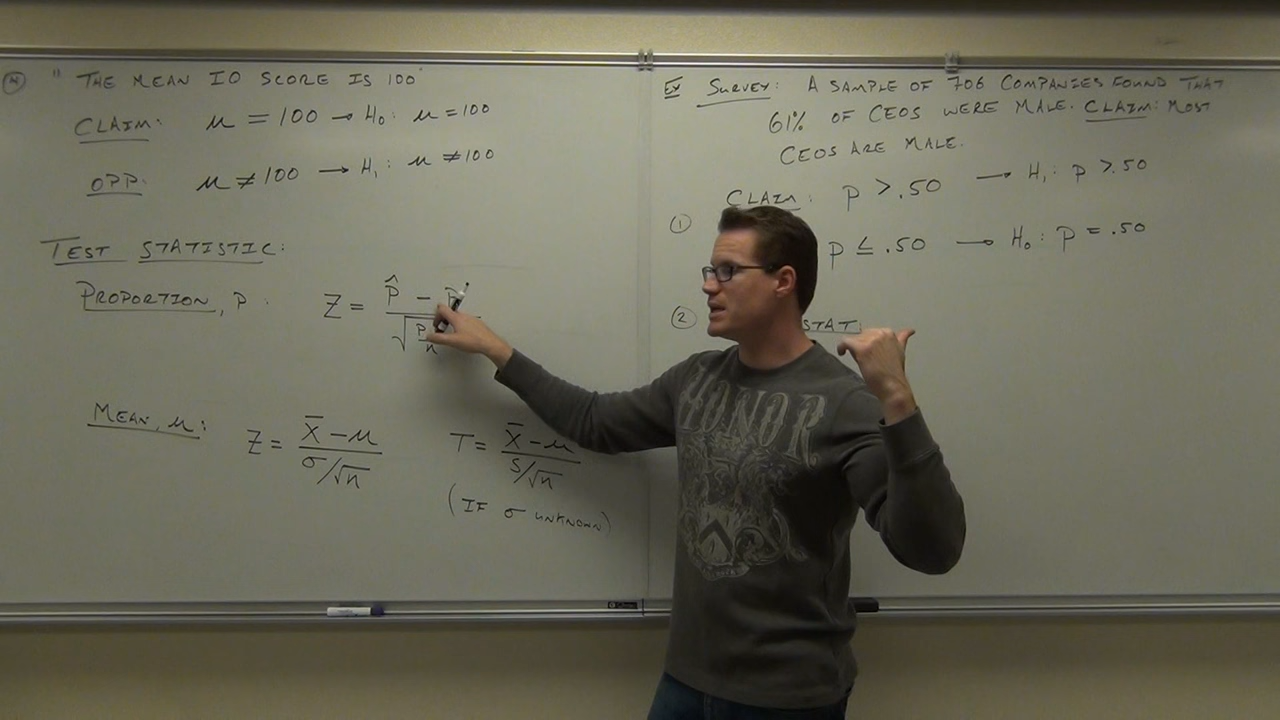 ④ " THE MEAN IQ SCORE IS 100"
CLAIM: μ = 100 → H₀: μ = 100
OPP: μ ≠ 100 → H₁: μ ≠ 100
TEST STATISTIC:
PROPORTION, p : Z = p̂ - p / √ p n
MEAN, μ: Z = x̄ - μ / σ/√n T = x̄ - μ / s/√n
(IF σ UNKNOWN)
EX SURVEY: A SAMPLE OF 706 COMPANIES FOUND THAT
61% OF CEOS WERE MALE. CLAIM: MOST
CEOS ARE MALE.
① CLAIM: p > .50 → H₁: p > .50
p ≤ .50 → H₀: p = .50
② STAT
HONOR